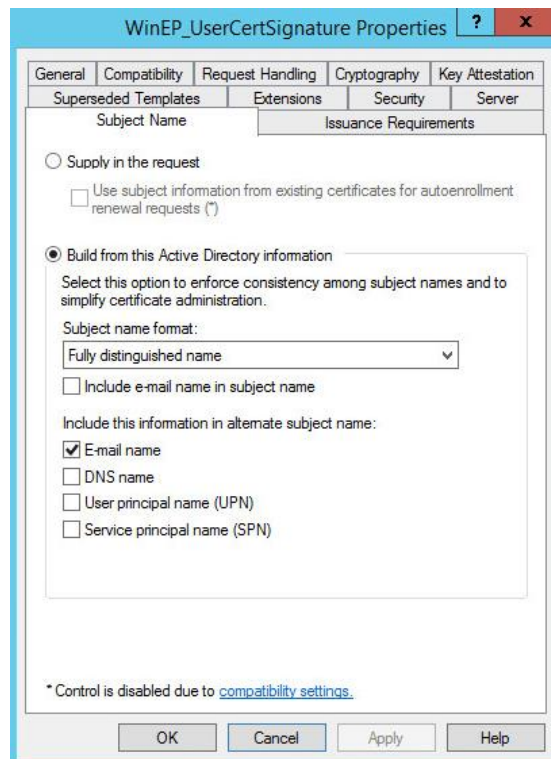 WinEP_UserCertSignature Properties
?
x
General
Compatibility
Request Handling
Cryptography
Key Attestation
Superseded Templates
Extensions
Security
Server
Subject Name
Issuance Requirements
Supply in the request
Use subject information from existing certificates for autoenrollment
renewal requests (*)
Build from this Active Directory information
Select this option to enforce consistency among subject names and to
simplify certificate administration.
Subject name format:
Fully distinguished name
Include e-mail name in subject name
Include this information in alternate subject name:
E-mail name
DNS name
User principal name (UPN)
Service principal name (SPN)
* Control is disabled due to compatibility settings.
OK
Cancel
Apply
Help